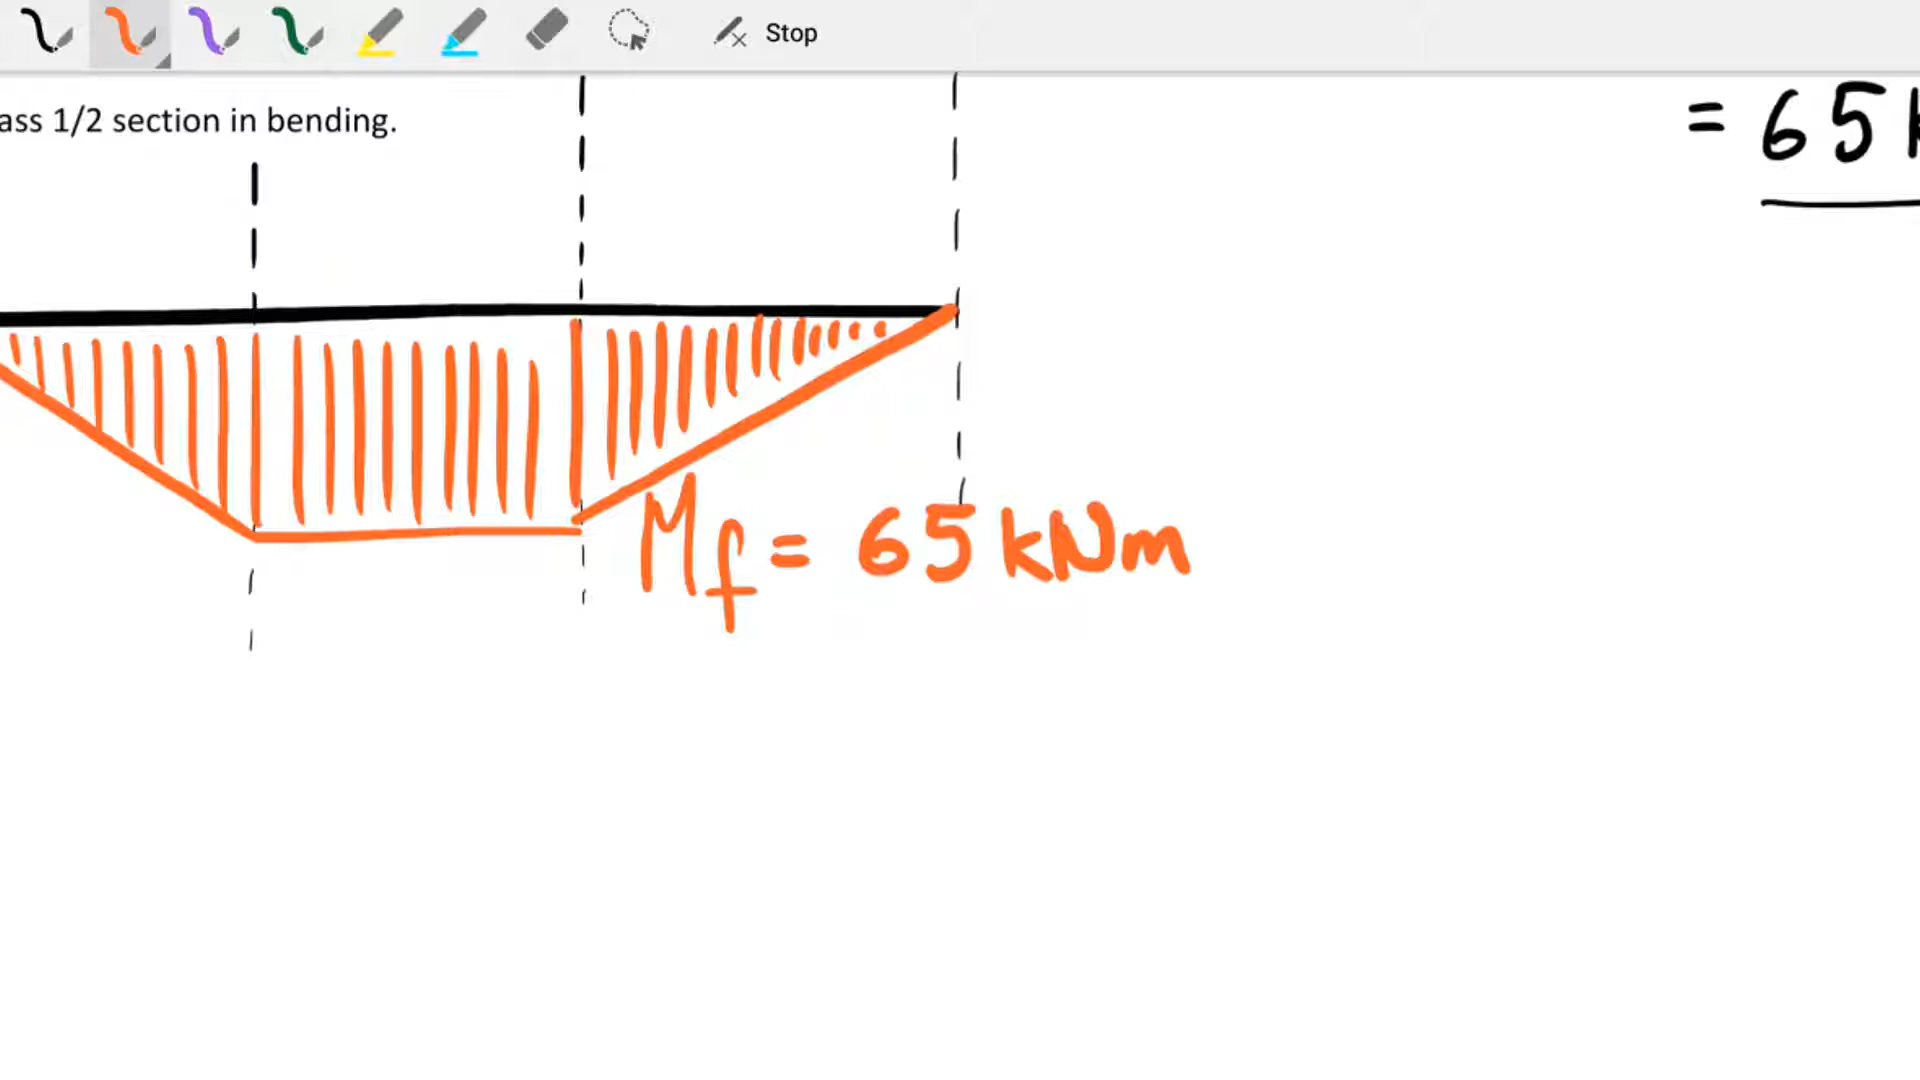 Stop
ass 1/2 section in bending.
= 65
Mf = 65 kNm